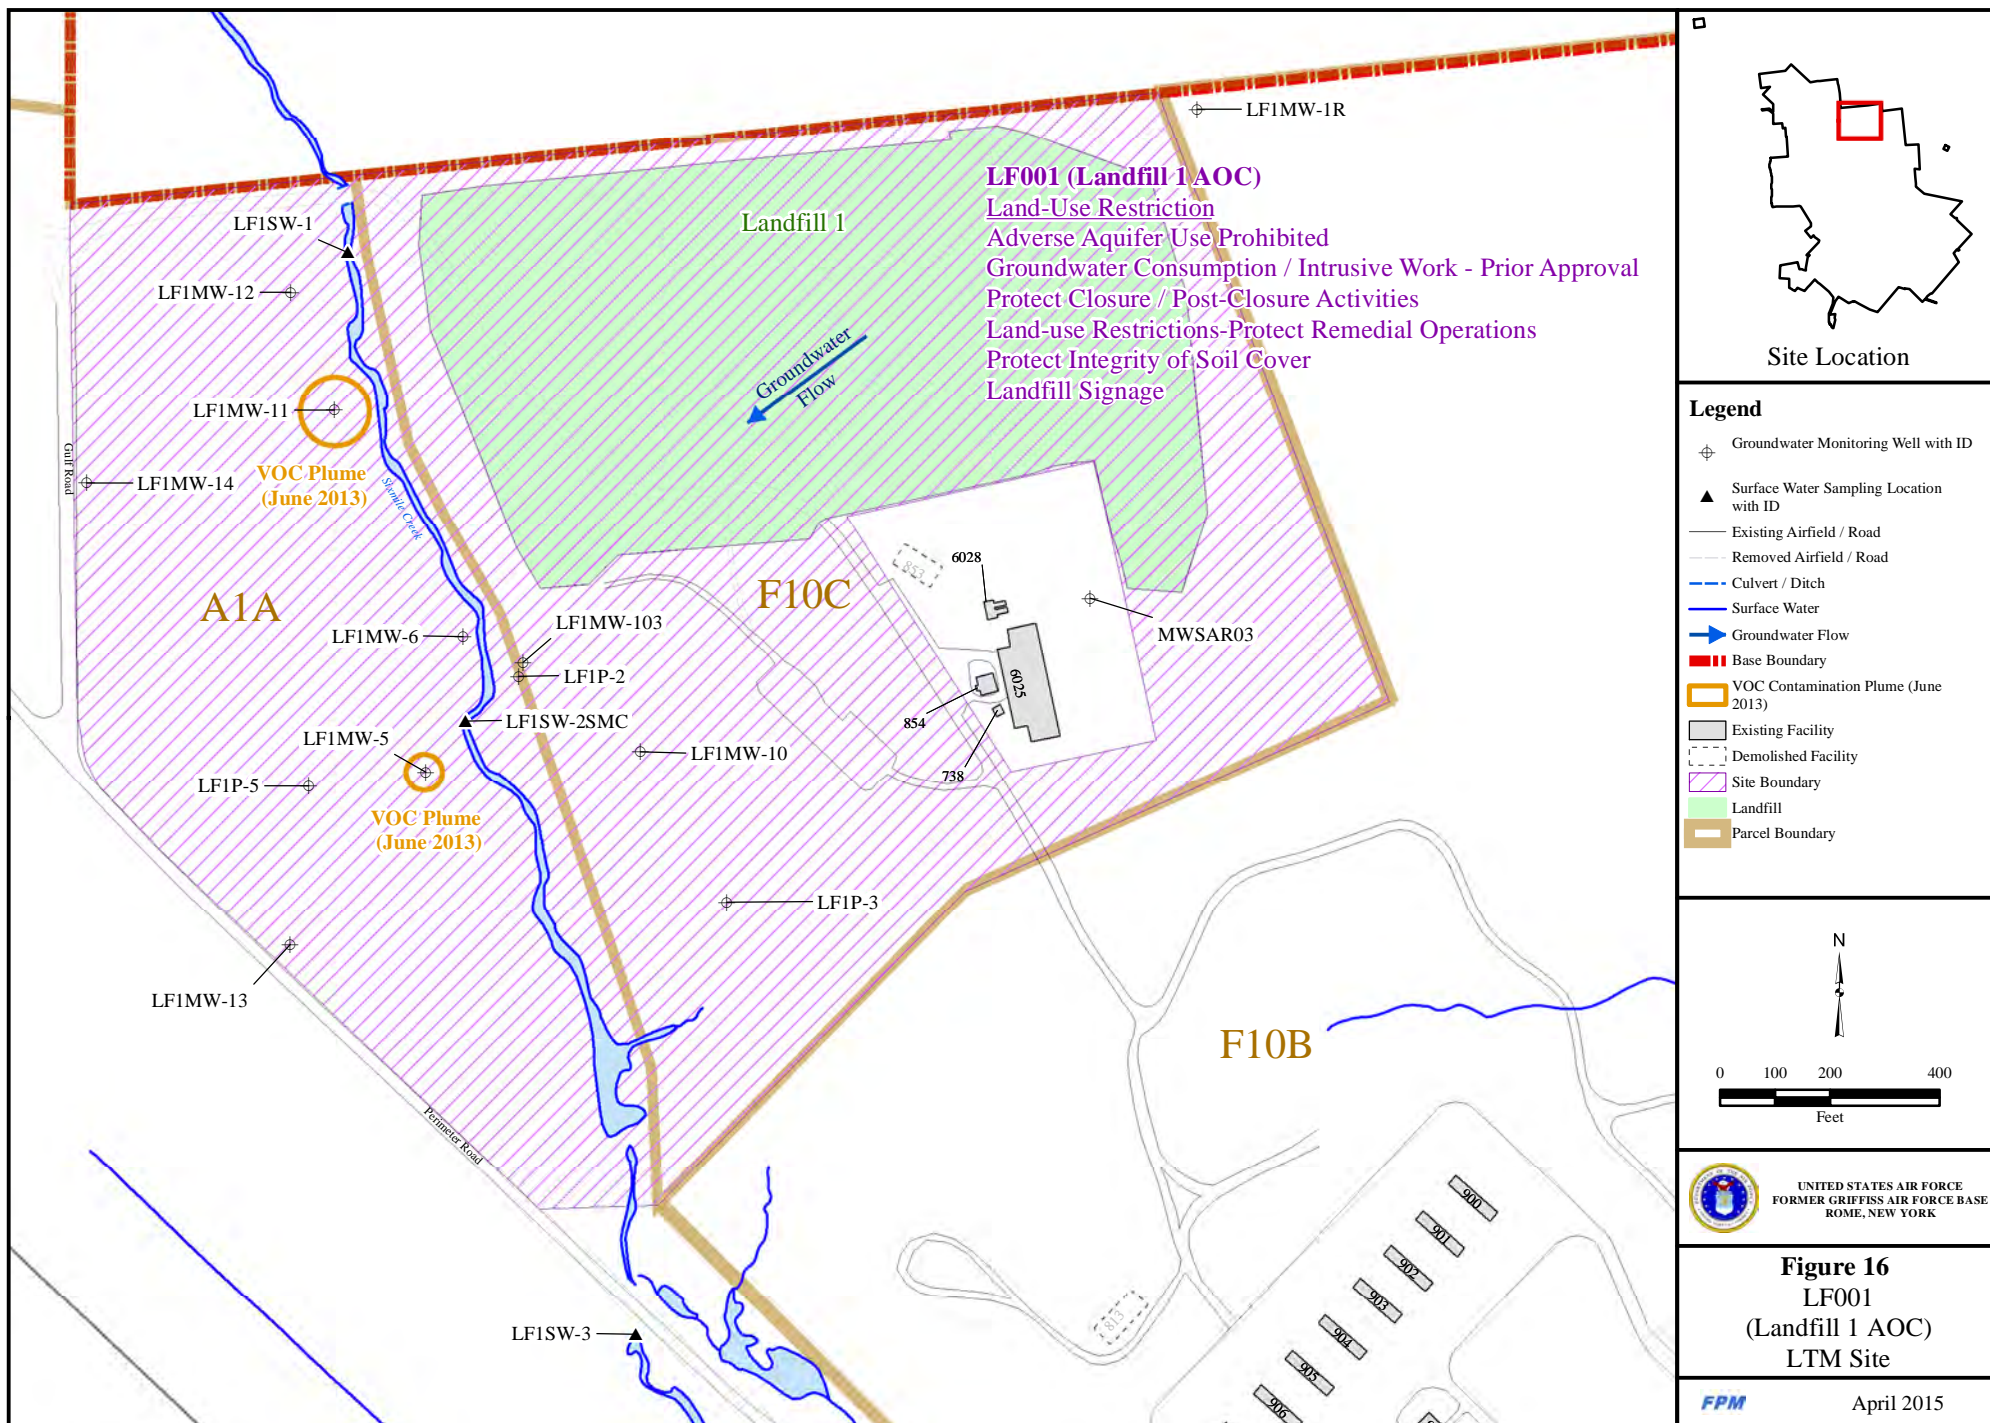 LF1MW-1R
LF001 (Landfill 1 AOC)
Land-Use Restriction
Adverse Aquifer Use Prohibited
Groundwater Consumption / Intrusive Work - Prior Approval
Protect Closure / Post-Closure Activities
Land-use Restrictions-Protect Remedial Operations
Protect Integrity of Soil Cover
Landfill Signage
Landfill 1
LF1SW-1
LF1MW-12
Groundwater
Flow
LF1MW-11
VOC Plume
(June 2013)
Gulf Road
LF1MW-14
Sixmile Creek
853
6028
A1A
F10C
LF1MW-103
LF1MW-6
MWSAR03
LF1P-2
6025
854
LF1SW-2SMC
LF1MW-5
LF1MW-10
738
LF1P-5
VOC Plume
(June 2013)
LF1P-3
LF1MW-13
F10B
Perimeter Road
900
901
902
903
904
905
906
813
LF1SW-3
Site Location
Legend
Groundwater Monitoring Well with ID
Surface Water Sampling Location
with ID
Existing Airfield / Road
Removed Airfield / Road
Culvert / Ditch
Surface Water
Groundwater Flow
Base Boundary
VOC Contamination Plume (June
2013)
Existing Facility
Demolished Facility
Site Boundary
Landfill
Parcel Boundary
N
0 100 200 400
Feet
UNITED STATES AIR FORCE
FORMER GRIFFISS AIR FORCE BASE
ROME, NEW YORK
Figure 16
LF001
(Landfill 1 AOC)
LTM Site
FPM
April 2015